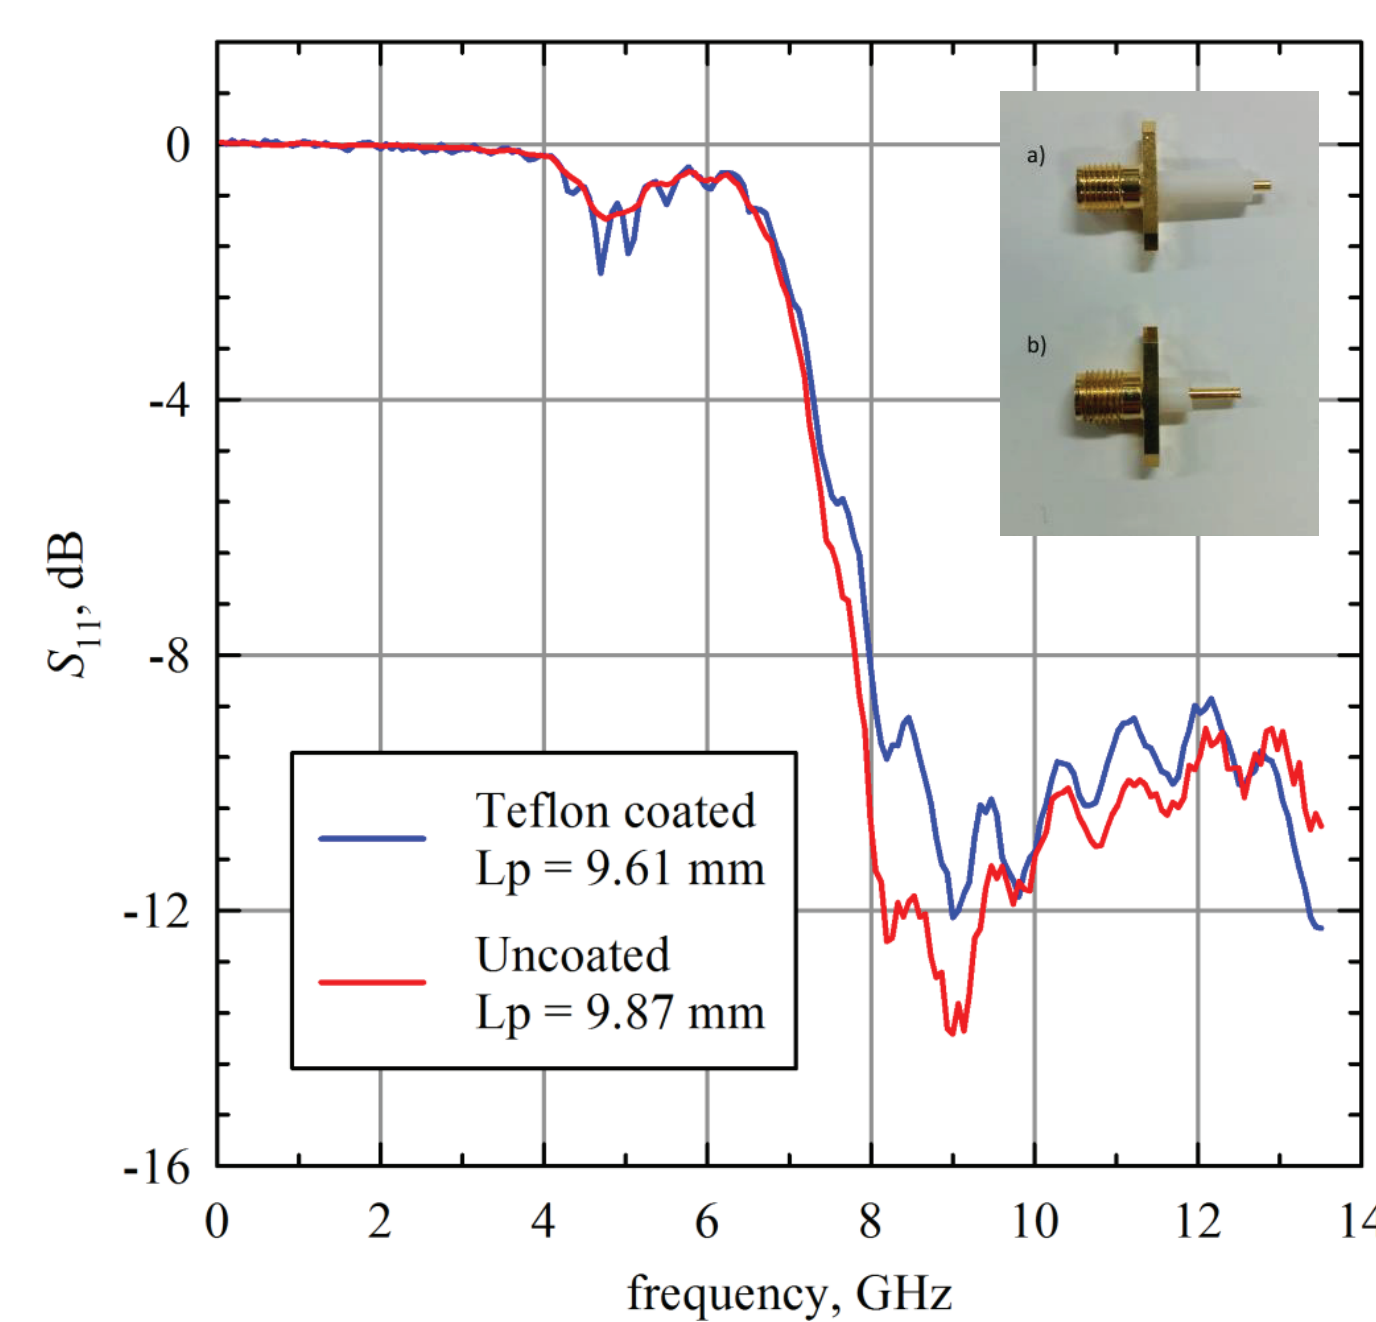 0
-4
-8
-12
-16
S11, dB
0 2 4 6 8 10 12 14
frequency, GHz
a)
b)
Teflon coated
Lp = 9.61 mm
Uncoated
Lp = 9.87 mm